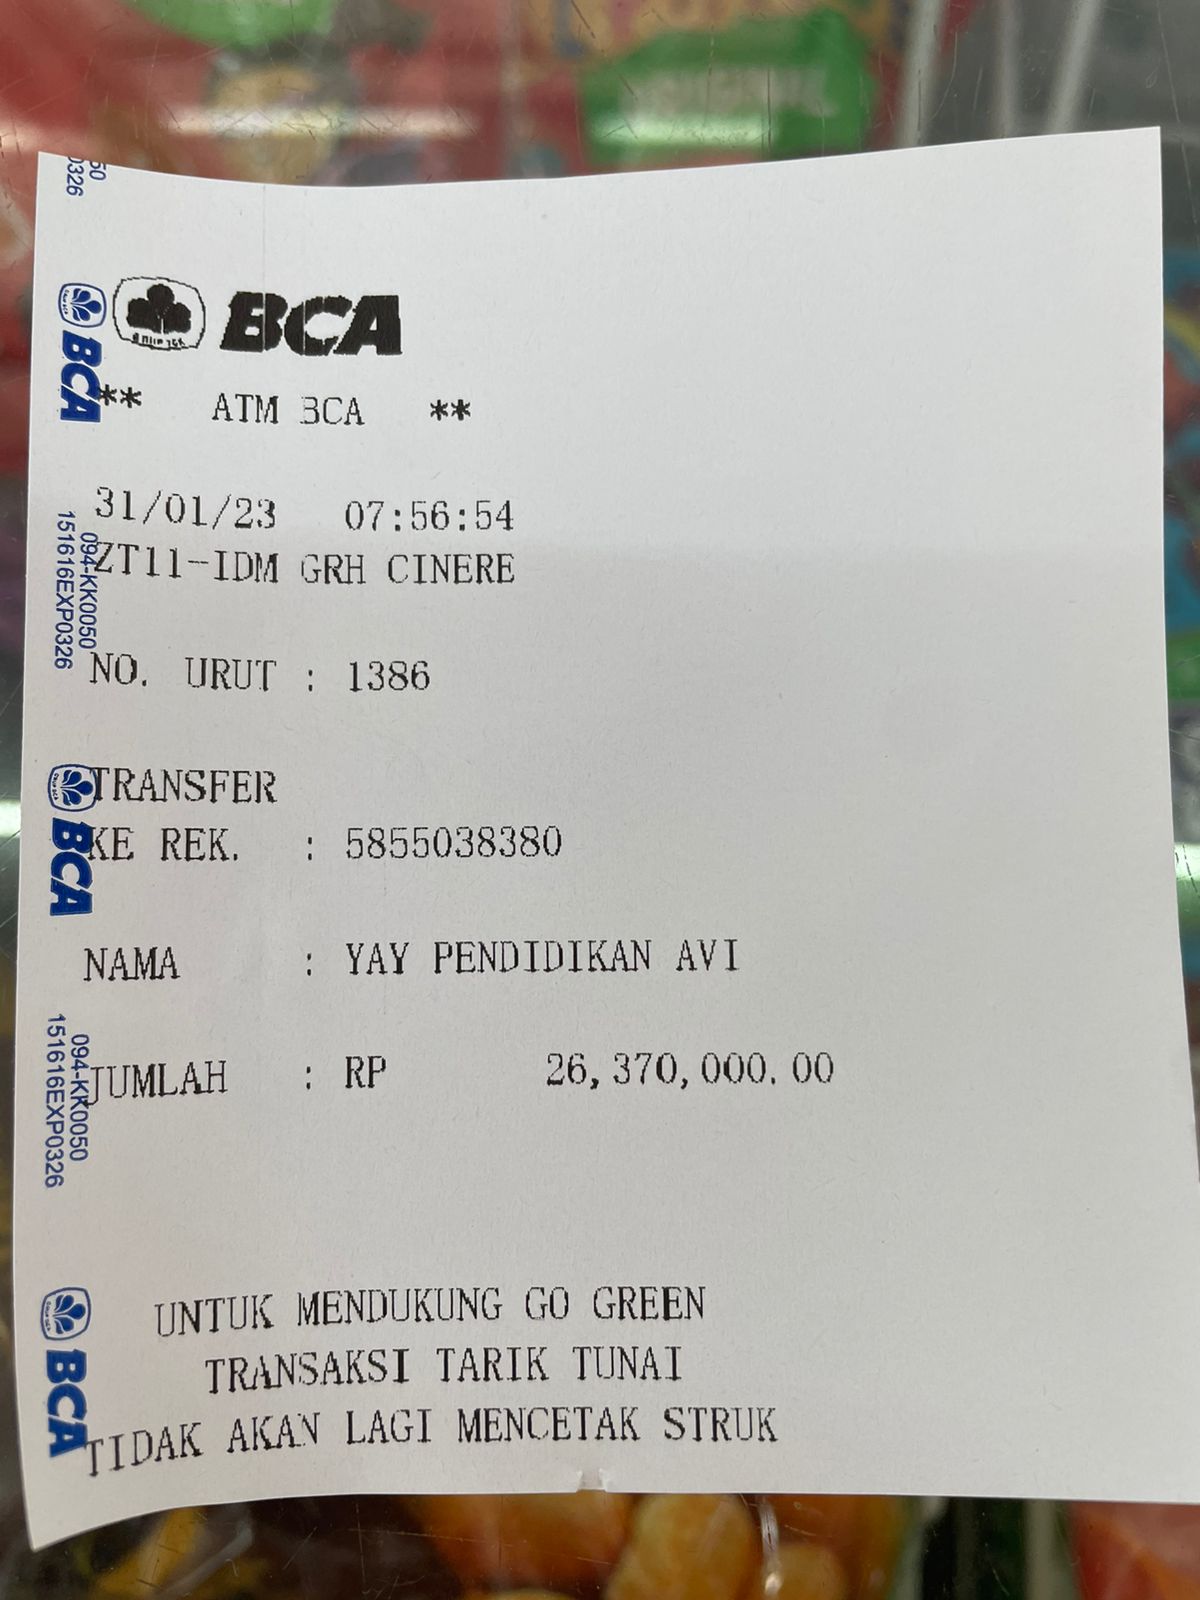 50
0326
BCA
BCA
** ATM BCA **
31/01/23 07:56:54
ZT11-IDM GRH CINERE
094-KK0050
151616EXP0326
NO. URUT : 1386
TRANSFER
KE REK. : 5855038380
BCA
NAMA : YAY PENDIDIKAN AVI
JUMLAH : RP 26,370,000.00
094-KK0050
151616EXP0326
UNTUK MENDUKUNG GO GREEN
TRANSAKSI TARIK TUNAI
TIDAK AKAN LAGI MENCETAK STRUK
BCA